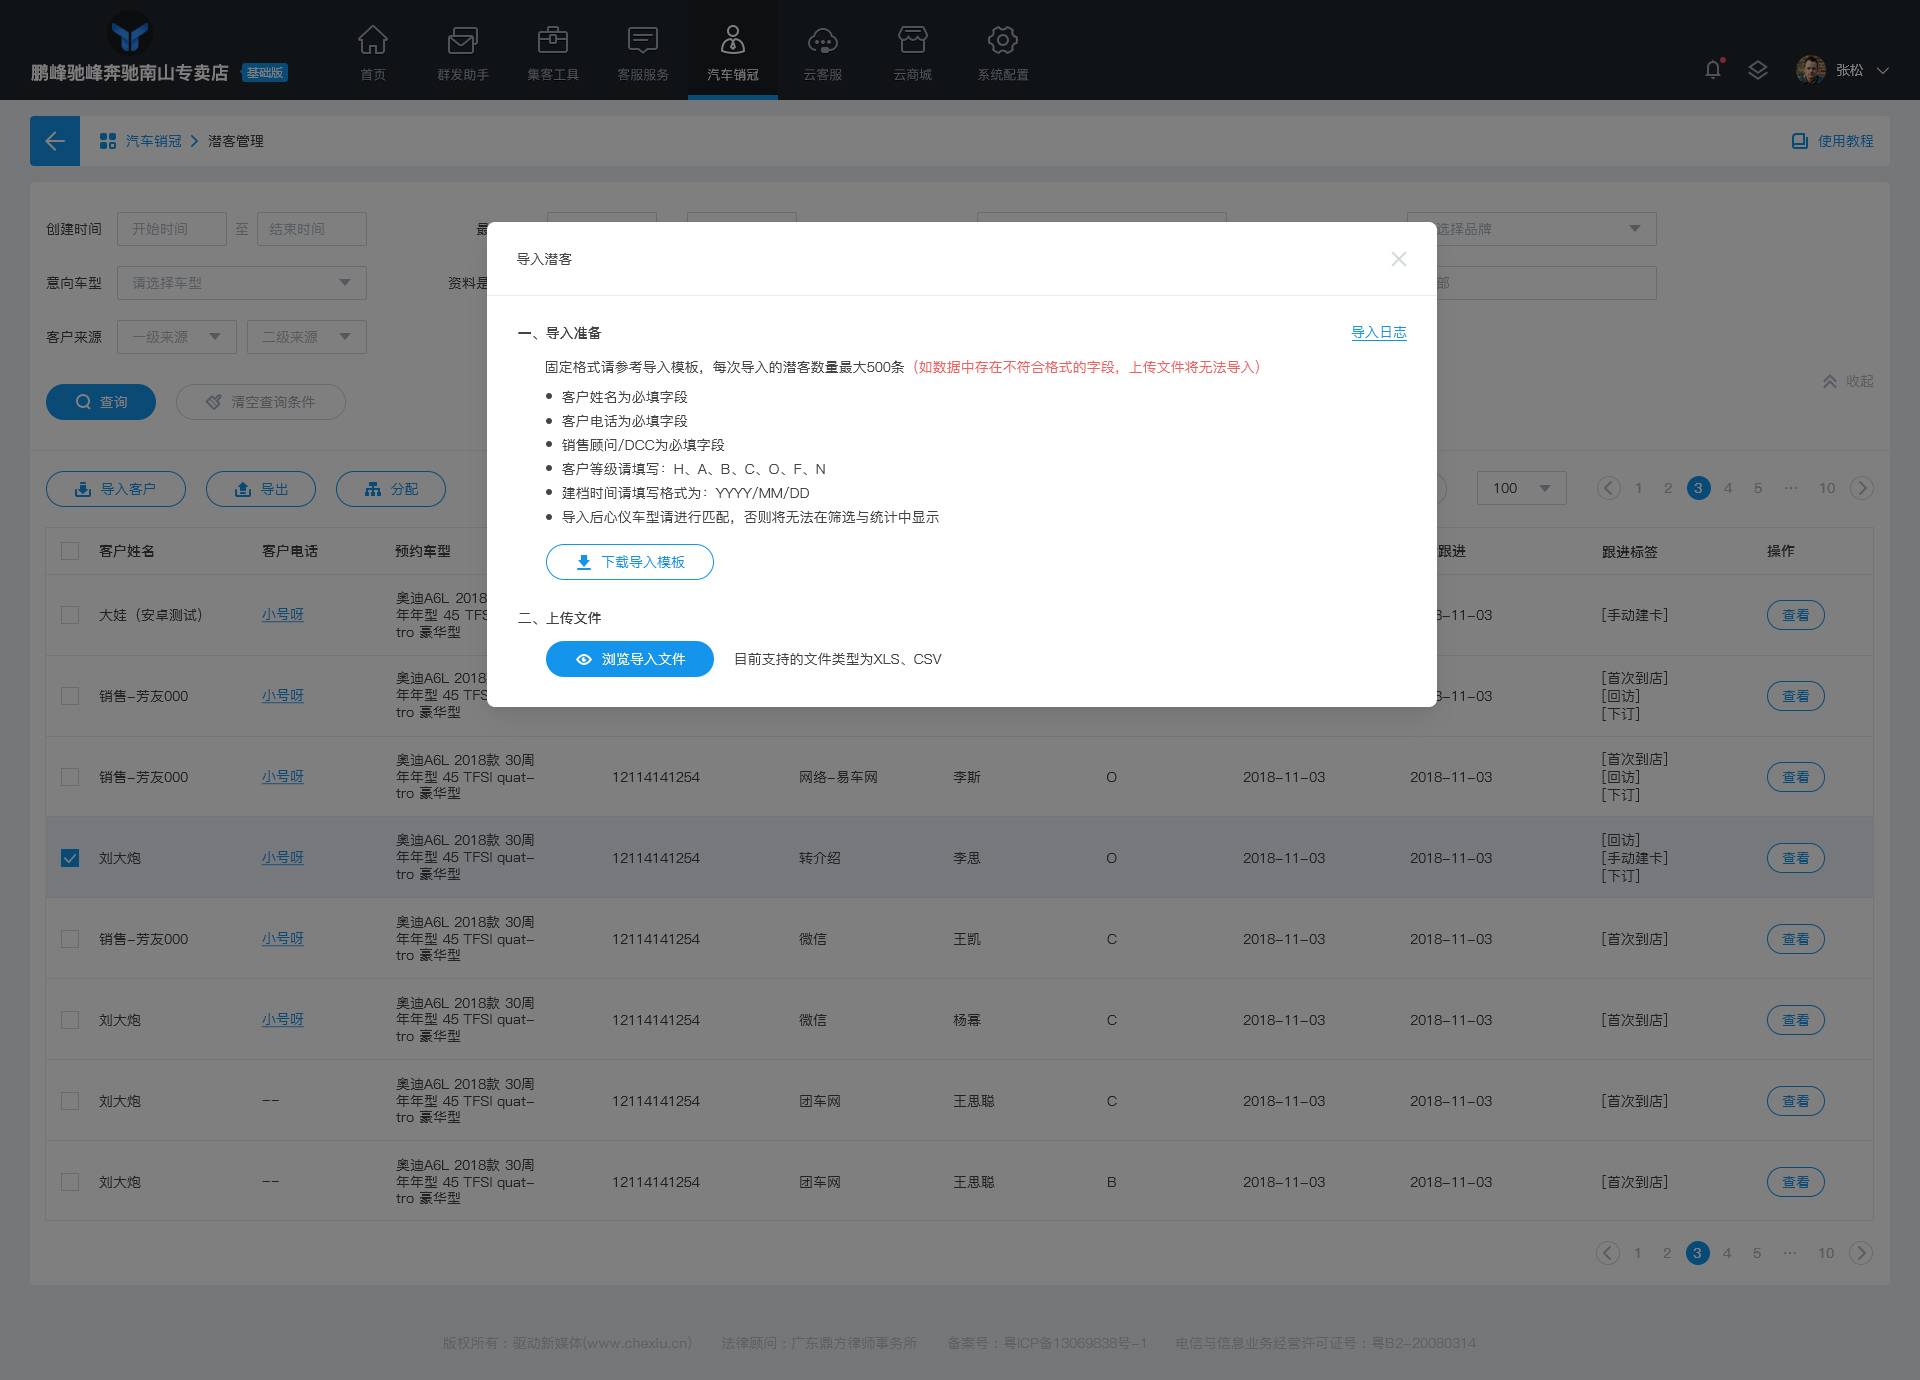 鹏峰驰峰奔驰南山专卖店 基础版
首页 群发助手 集客工具 客服服务 汽车销冠 云客服 云商城 系统配置
张松
汽车销冠 潜客管理
使用教程
创建时间 开始时间 至 结束时间 选择品牌
意向车型 请选择车型 资料是 部
客户来源 一级来源 二级来源
查询 清空查询条件 收起
导入潜客
一、导入准备 导入日志
固定格式请参考导入模板，每次导入的潜客数量最大500条（如数据中存在不符合格式的字段，上传文件将无法导入）
客户姓名为必填字段
客户电话为必填字段
销售顾问/DCC为必填字段
客户等级请填写：H、A、B、C、O、F、N
建档时间请填写格式为：YYYY/MM/DD
导入后心仪车型请进行匹配，否则将无法在筛选与统计中显示
下载导入模板
二、上传文件
浏览导入文件 目前支持的文件类型为XLS、CSV
导入客户 导出 分配 100 1 2 3 4 5 ... 10
客户姓名 客户电话 预约车型 跟进 跟进标签 操作
大娃（安卓测试） 小号呀 奥迪A6L 2018
年年型 45 TFS
tro 豪华型
-11-03 [手动建卡] 查看
销售-芳友000 小号呀 奥迪A6L 2018
年年型 45 TFS
tro 豪华型
-11-03 [首次到店]
[回访]
[下订]
查看
销售-芳友000 小号呀 奥迪A6L 2018款 30周
年年型 45 TFSI quat-
tro 豪华型
12114141254 网络-易车网 李斯 O 2018-11-03 2018-11-03 [首次到店]
[回访]
[下订]
查看
刘大炮 小号呀 奥迪A6L 2018款 30周
年年型 45 TFSI quat-
tro 豪华型
12114141254 转介绍 李思 O 2018-11-03 2018-11-03 [回访]
[手动建卡]
[下订]
查看
销售-芳友000 小号呀 奥迪A6L 2018款 30周
年年型 45 TFSI quat-
tro 豪华型
12114141254 微信 王凯 C 2018-11-03 2018-11-03 [首次到店] 查看
刘大炮 小号呀 奥迪A6L 2018款 30周
年年型 45 TFSI quat-
tro 豪华型
12114141254 微信 杨幂 C 2018-11-03 2018-11-03 [首次到店] 查看
刘大炮 -- 奥迪A6L 2018款 30周
年年型 45 TFSI quat-
tro 豪华型
12114141254 团车网 王思聪 C 2018-11-03 2018-11-03 [首次到店] 查看
刘大炮 -- 奥迪A6L 2018款 30周
年年型 45 TFSI quat-
tro 豪华型
12114141254 团车网 王思聪 B 2018-11-03 2018-11-03 [首次到店] 查看
1 2 3 4 5 ... 10
版权所有：驱动新媒体(www.chexiu.cn) 法律顾问：广东鼎方律师事务所 备案号：粤ICP备13069838号-1 电信与信息业务经营许可证号：粤B2-20080314